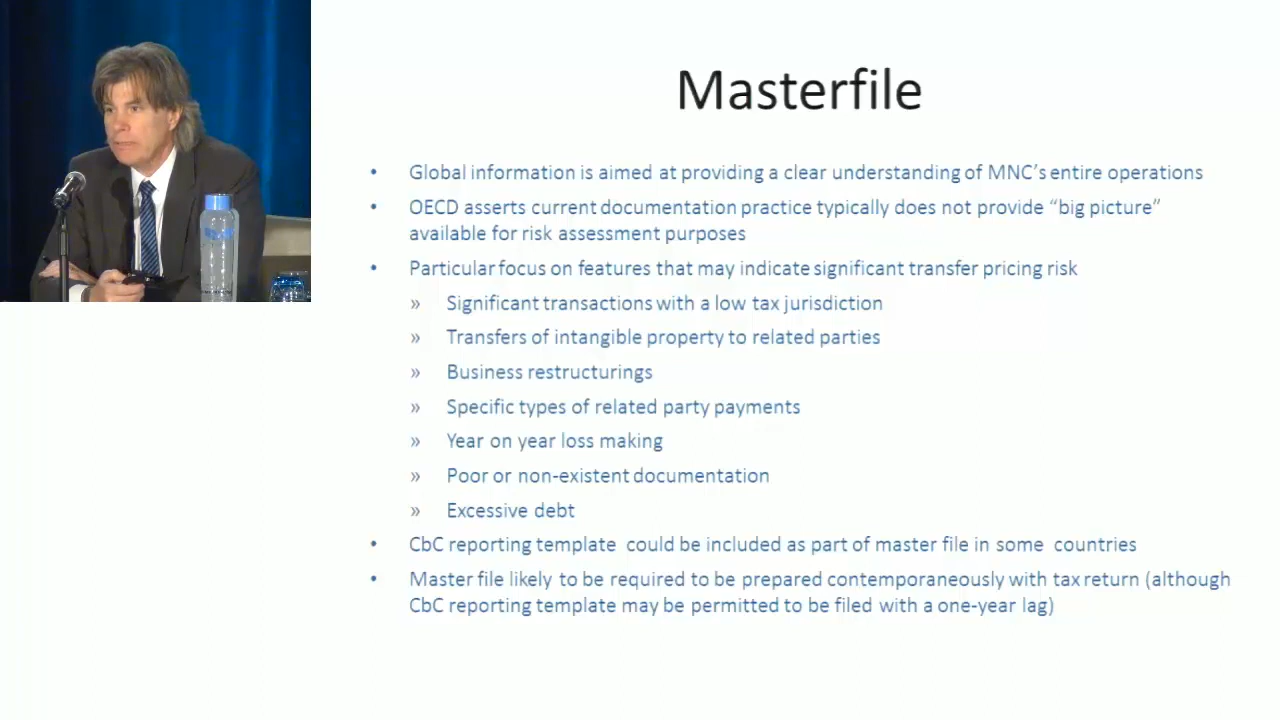 Masterfile
• Global information is aimed at providing a clear understanding of MNC's entire operations
• OECD asserts current documentation practice typically does not provide “big picture”
available for risk assessment purposes
• Particular focus on features that may indicate significant transfer pricing risk
» Significant transactions with a low tax jurisdiction
» Transfers of intangible property to related parties
» Business restructurings
» Specific types of related party payments
» Year on year loss making
» Poor or non-existent documentation
» Excessive debt
• CbC reporting template could be included as part of master file in some countries
• Master file likely to be required to be prepared contemporaneously with tax return (although
CbC reporting template may be permitted to be filed with a one-year lag)